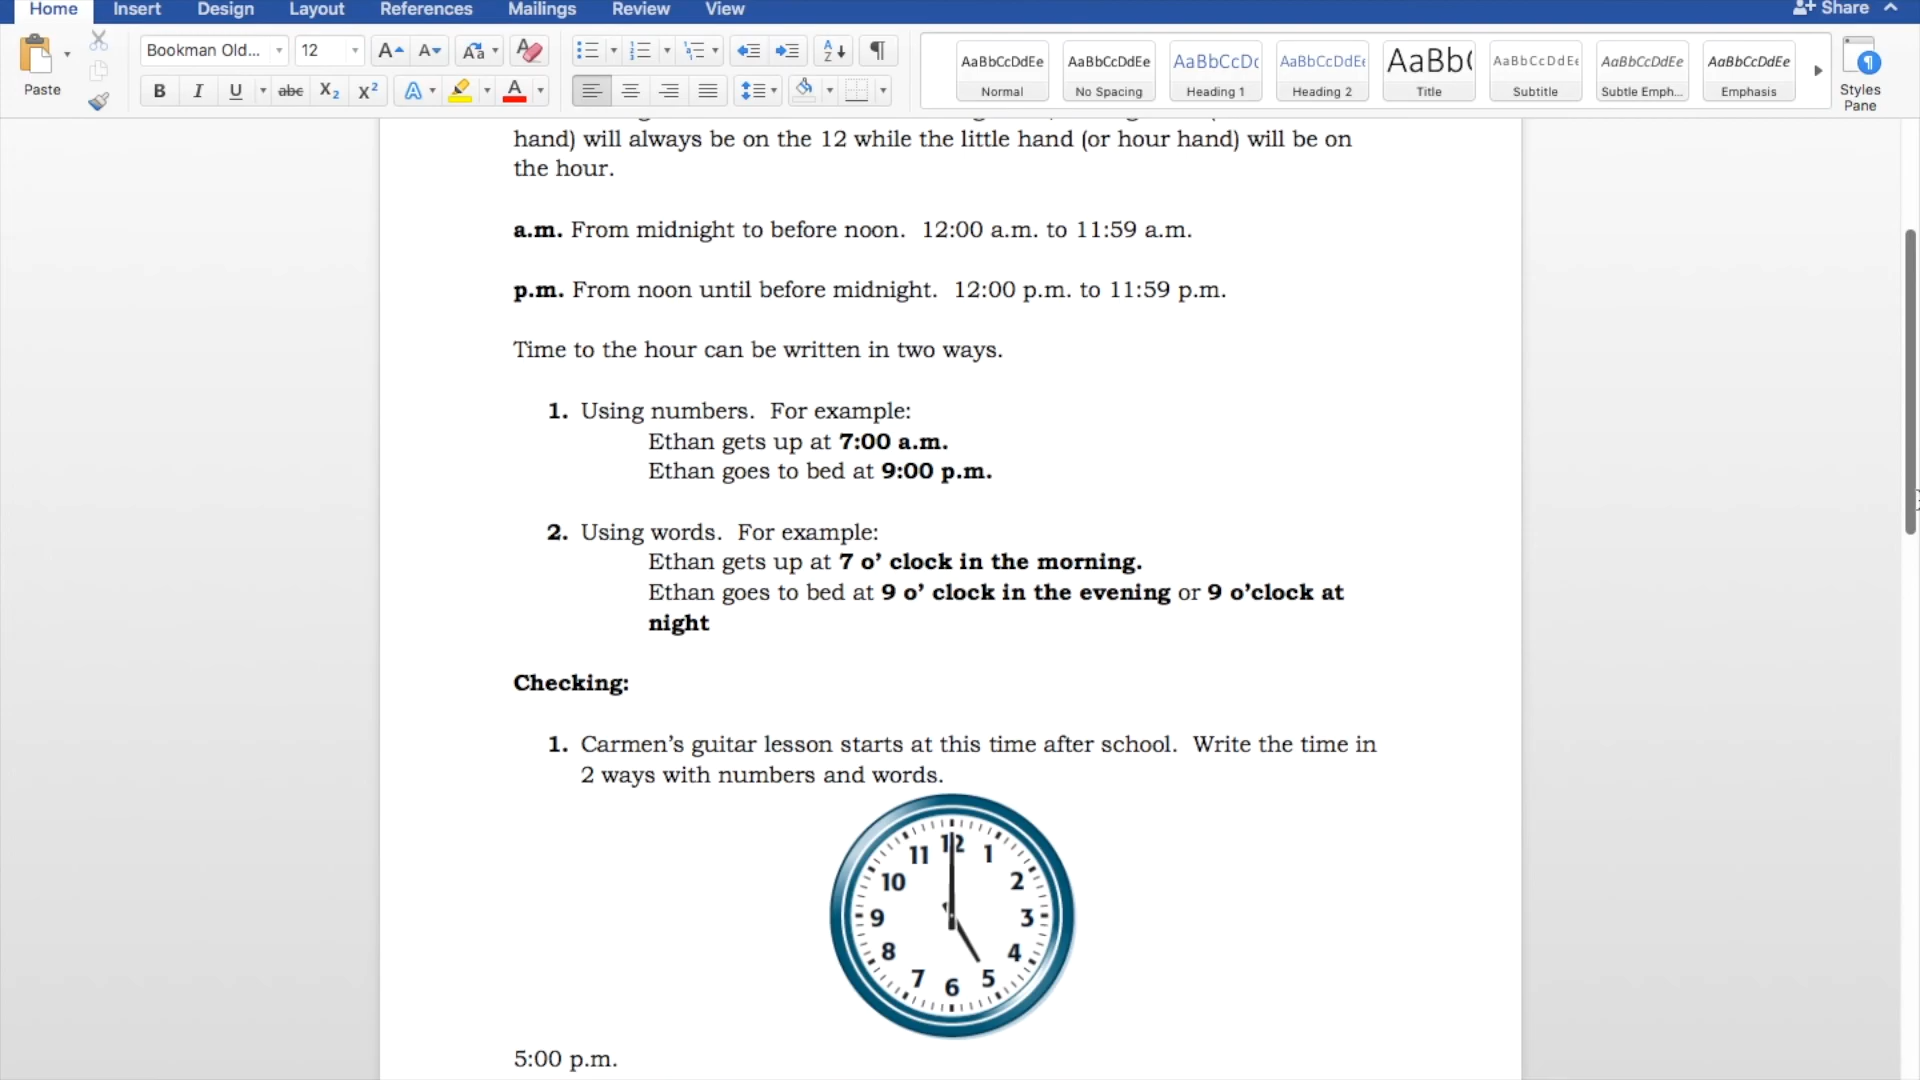 Home Insert Design Layout References Mailings Review View Share
Bookman Old... 12
Paste
AaBbCcDdEe AaBbCcDdEe AaBbCcDc AaBbCcDdEe AaBb( AaBbCcDdEe AaBbCcDdEe AaBbCcDdEe
Normal No Spacing Heading 1 Heading 2 Title Subtitle Subtle Emph... Emphasis
Styles
Pane
B I U abc X₂ X² A A
hand) will always be on the 12 while the little hand (or hour hand) will be on
the hour.
a.m. From midnight to before noon. 12:00 a.m. to 11:59 a.m.
p.m. From noon until before midnight. 12:00 p.m. to 11:59 p.m.
Time to the hour can be written in two ways.
1. Using numbers. For example:
Ethan gets up at 7:00 a.m.
Ethan goes to bed at 9:00 p.m.
2. Using words. For example:
Ethan gets up at 7 o’ clock in the morning.
Ethan goes to bed at 9 o’ clock in the evening or 9 o’clock at
night
Checking:
1. Carmen’s guitar lesson starts at this time after school. Write the time in
2 ways with numbers and words.
12 1 2 3 4 5 6 7 8 9 10 11
5:00 p.m.